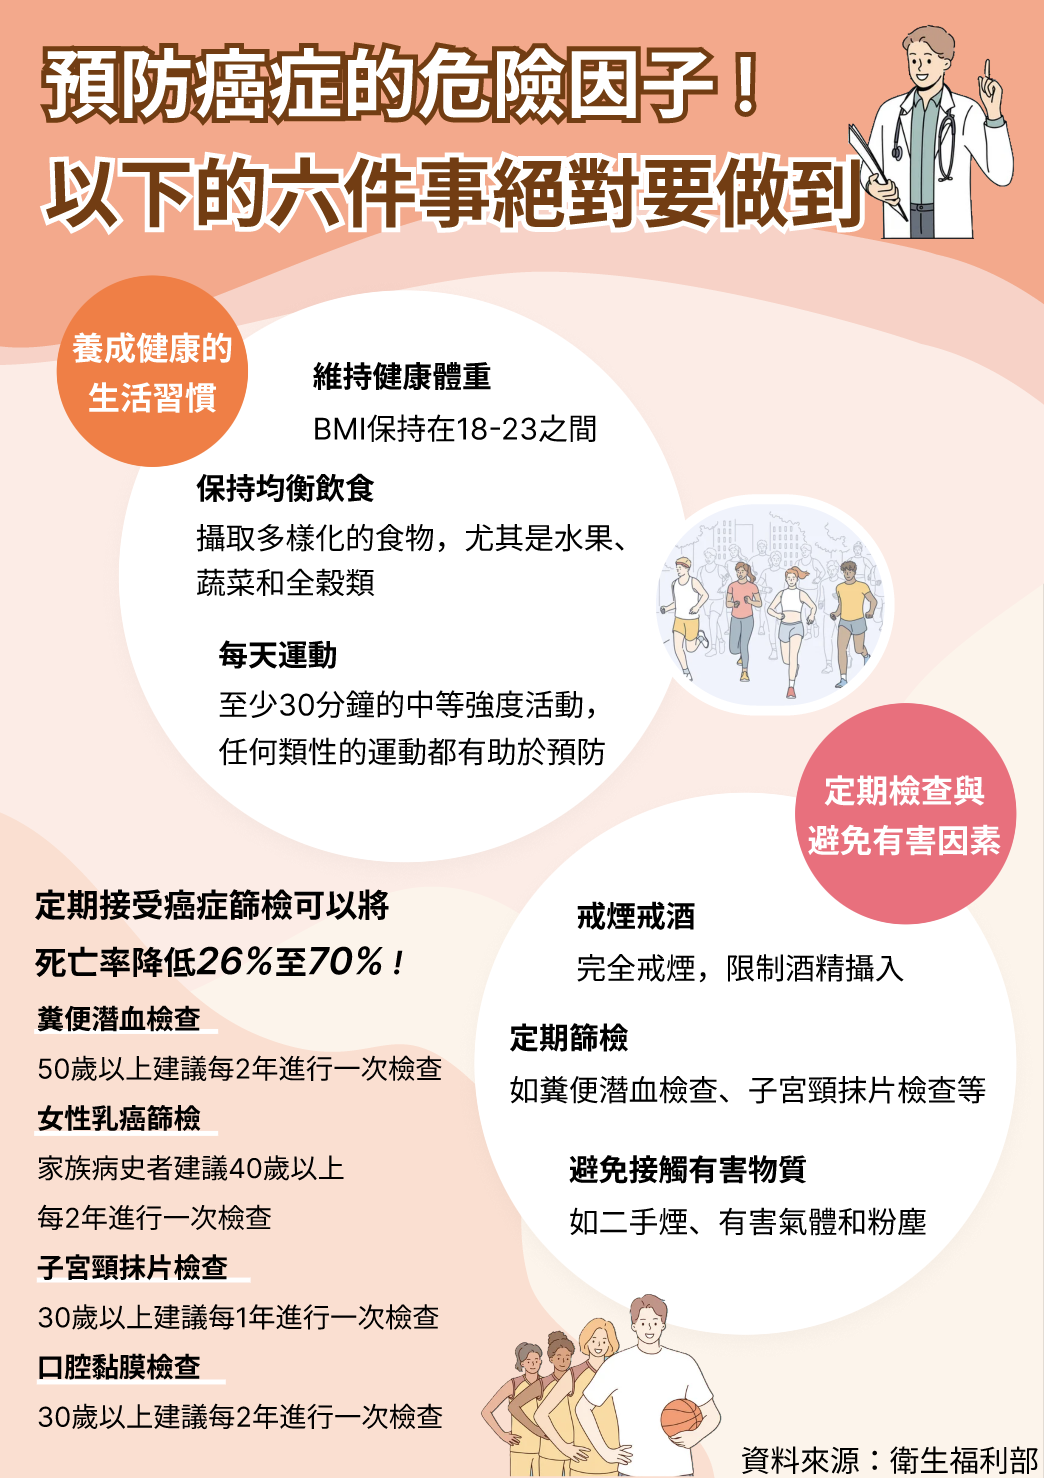 預防癌症的危險因子！
以下的六件事絕對要做到
養成健康的
生活習慣
維持健康體重
BMI保持在18-23之間
保持均衡飲食
攝取多樣化的食物，尤其是水果、
蔬菜和全穀類
每天運動
至少30分鐘的中等強度活動，
任何類性的運動都有助於預防
定期檢查與
避免有害因素
戒煙戒酒
完全戒煙，限制酒精攝入
定期篩檢
如糞便潛血檢查、子宮頸抹片檢查等
避免接觸有害物質
如二手煙、有害氣體和粉塵
定期接受癌症篩檢可以將
死亡率降低26%至70%！
糞便潛血檢查
50歲以上建議每2年進行一次檢查
女性乳癌篩檢
家族病史者建議40歲以上
每2年進行一次檢查
子宮頸抹片檢查
30歲以上建議每1年進行一次檢查
口腔黏膜檢查
30歲以上建議每2年進行一次檢查
資料來源：衛生福利部